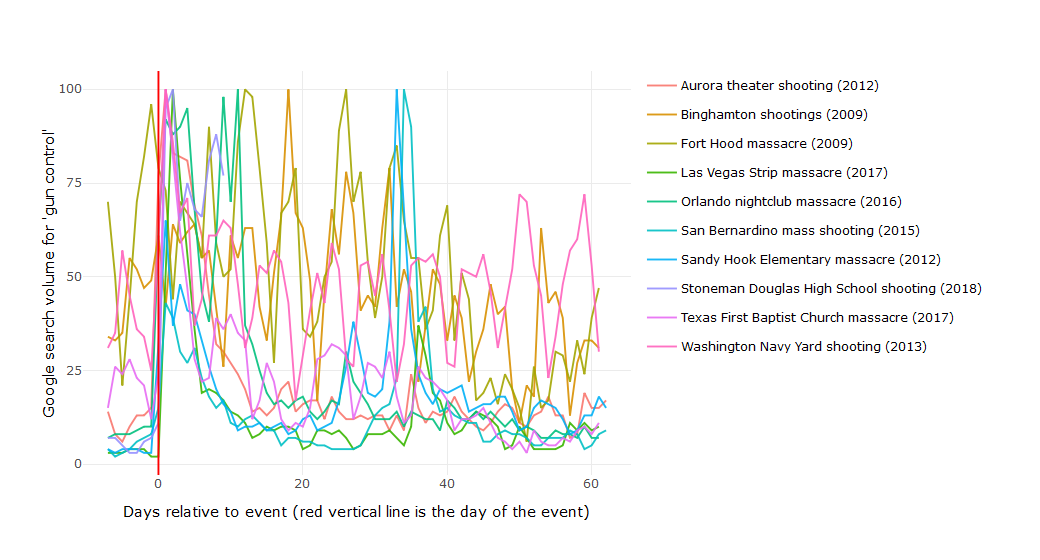 Google search volume for 'gun control'
100
75
50
25
0
0
20
40
60
Days relative to event (red vertical line is the day of the event)
Aurora theater shooting (2012)
Binghamton shootings (2009)
Fort Hood massacre (2009)
Las Vegas Strip massacre (2017)
Orlando nightclub massacre (2016)
San Bernardino mass shooting (2015)
Sandy Hook Elementary massacre (2012)
Stoneman Douglas High School shooting (2018)
Texas First Baptist Church massacre (2017)
Washington Navy Yard shooting (2013)